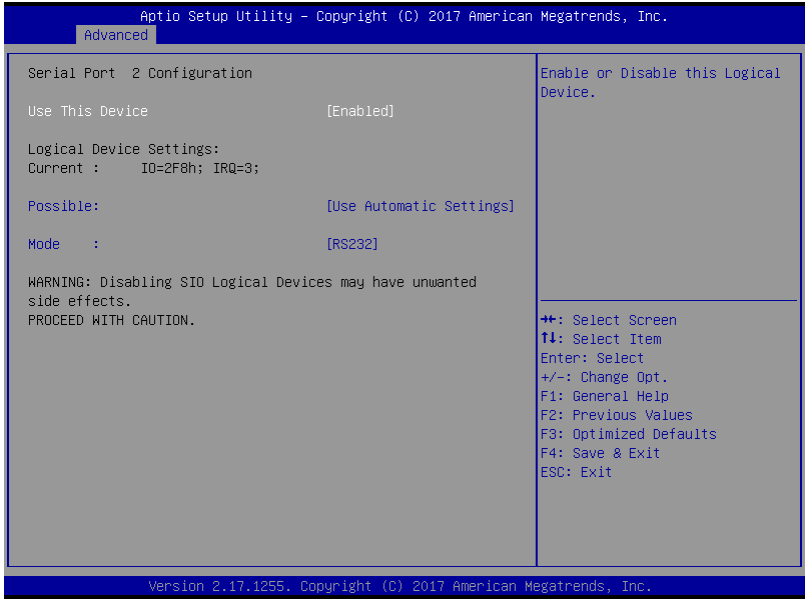 Aptio Setup Utility – Copyright (C) 2017 American Megatrends, Inc.
Advanced
Serial Port  2 Configuration
Use This Device [Enabled]
Logical Device Settings:
Current :     IO=2F8h; IRQ=3;
Possible: [Use Automatic Settings]
Mode    : [RS232]
WARNING: Disabling SIO Logical Devices may have unwanted
side effects.
PROCEED WITH CAUTION.
Enable or Disable this Logical
Device.
→←: Select Screen
↑↓: Select Item
Enter: Select
+/-: Change Opt.
F1: General Help
F2: Previous Values
F3: Optimized Defaults
F4: Save & Exit
ESC: Exit
Version 2.17.1255. Copyright (C) 2017 American Megatrends, Inc.